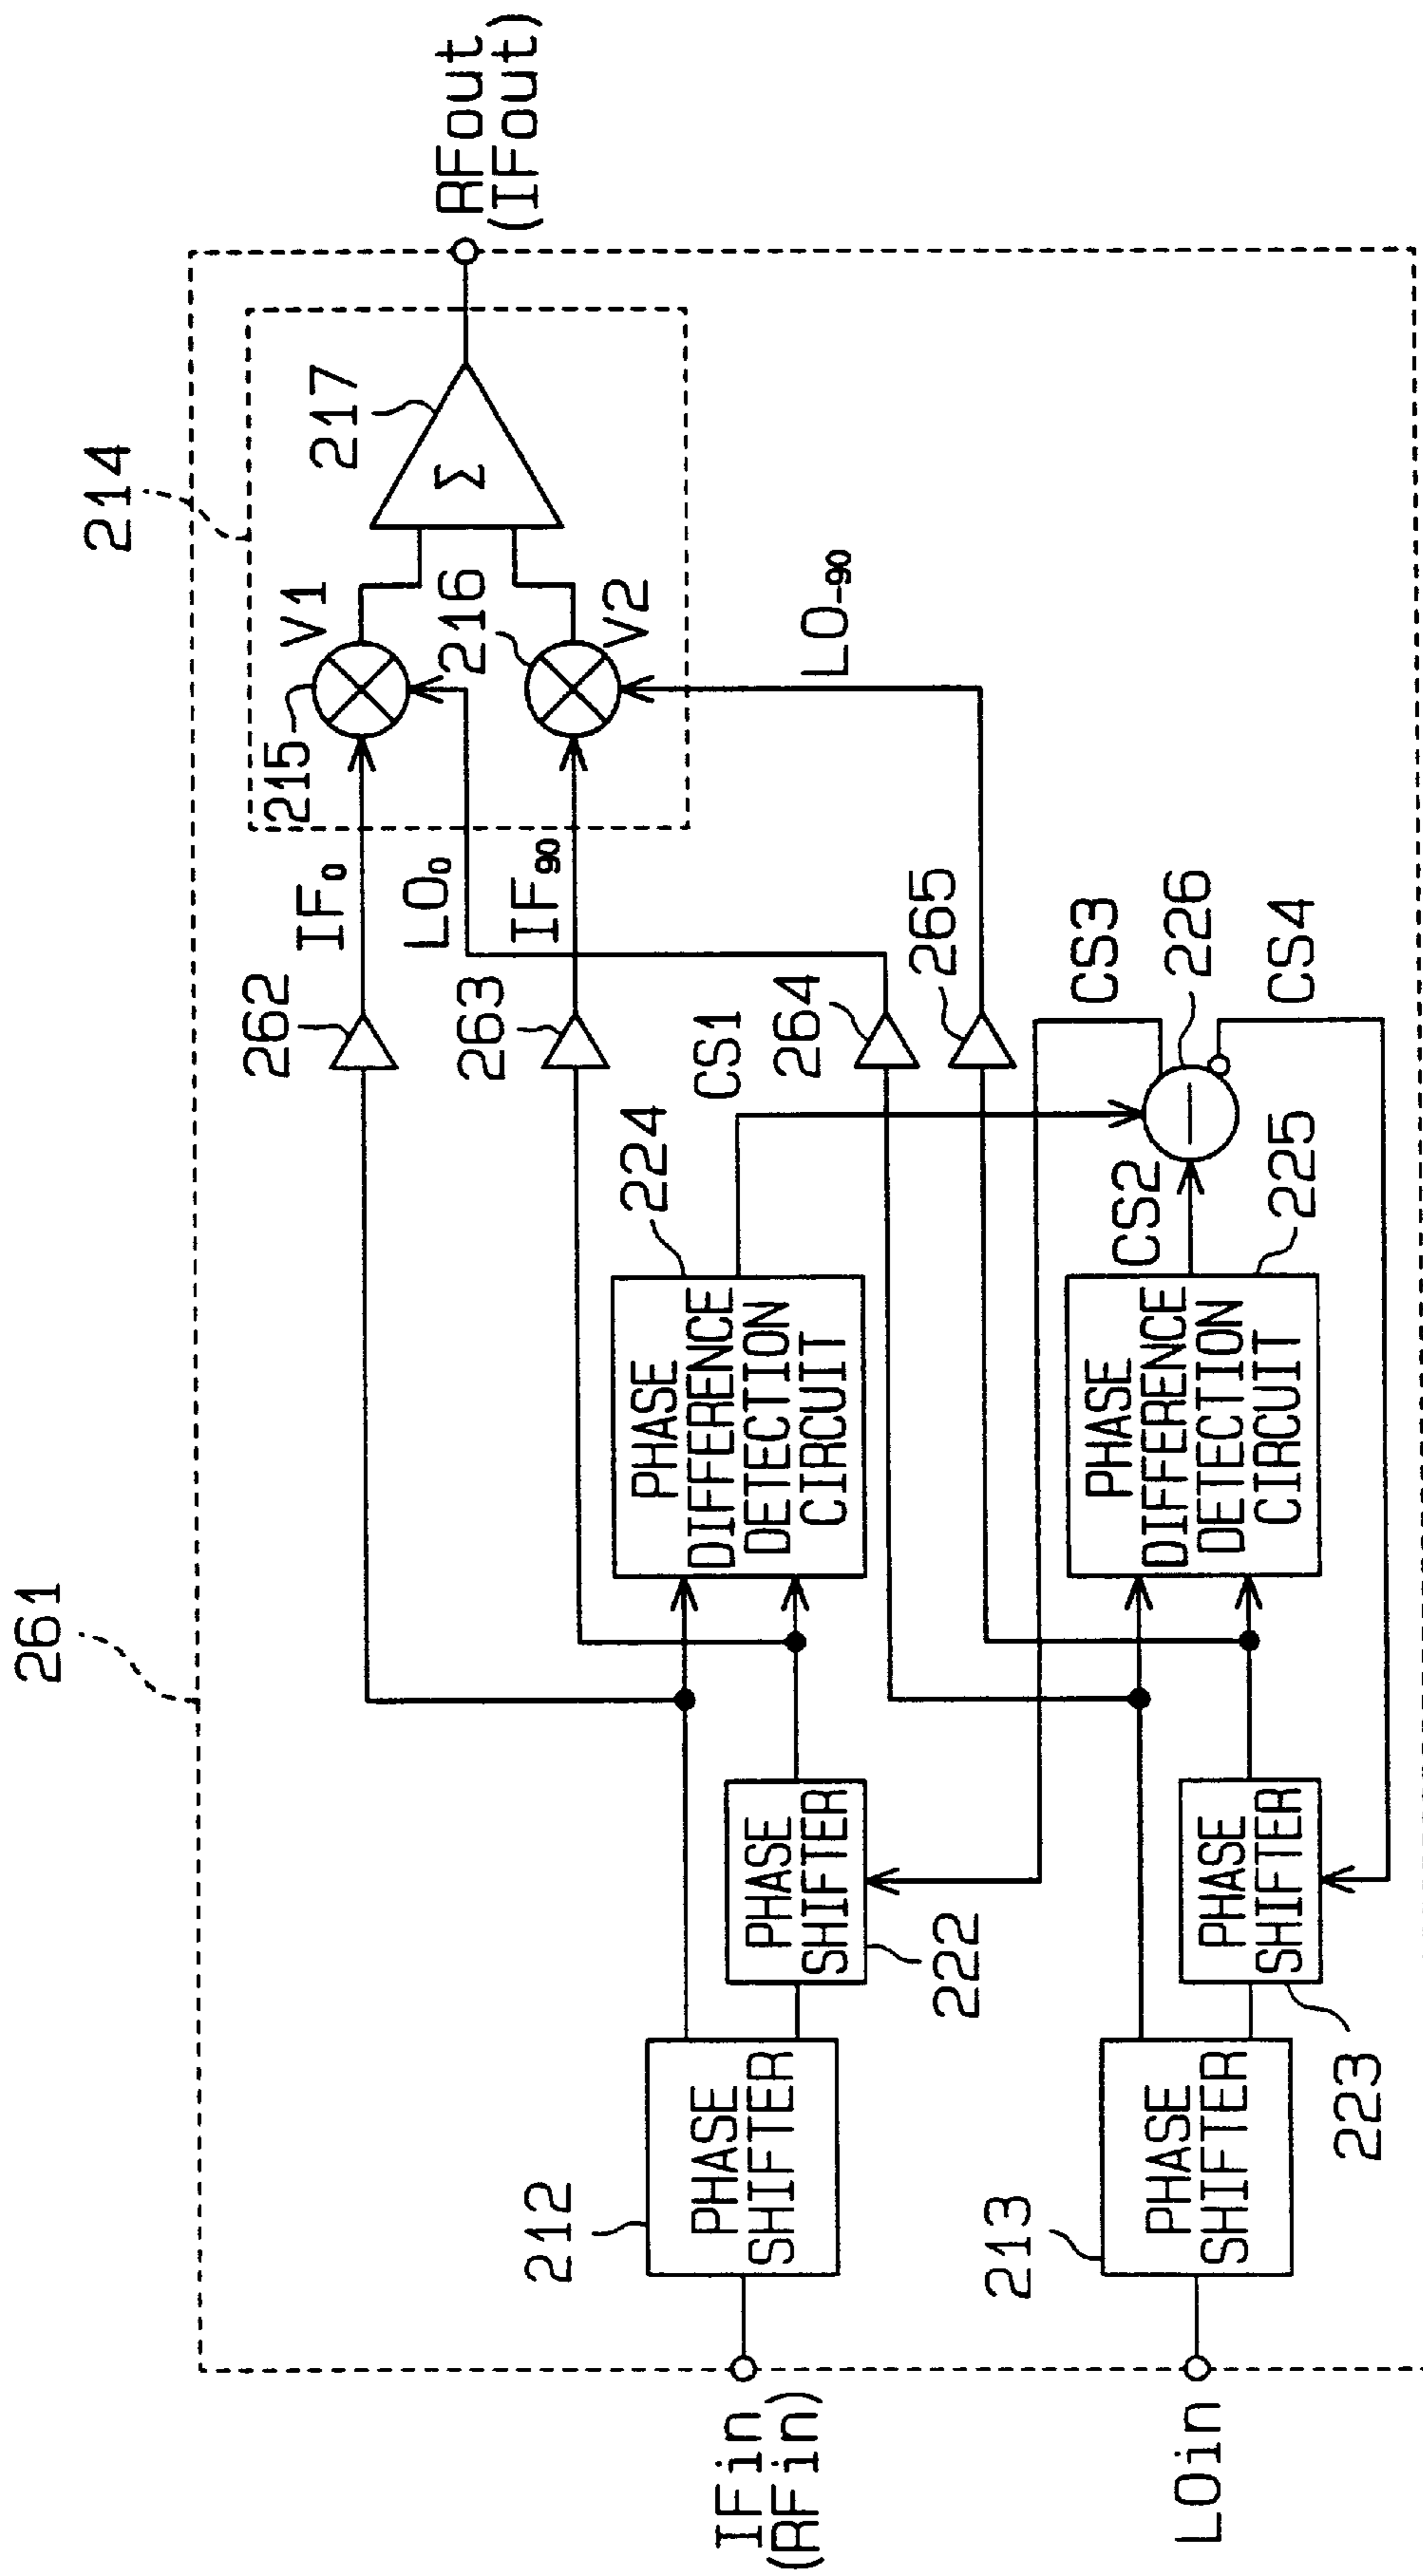 261
214
IFin
(RFin)
LOin
212
PHASE
SHIFTER
213
PHASE
SHIFTER
222
PHASE
SHIFTER
223
PHASE
SHIFTER
224
PHASE
DIFFERENCE
DETECTION
CIRCUIT
225
PHASE
DIFFERENCE
DETECTION
CIRCUIT
CS1
CS2
CS3
226
CS4
262
263
264
265
IF0
LO0
IF90
LO-90
215
V1
216
V2
217
Σ
RFout
(IFout)